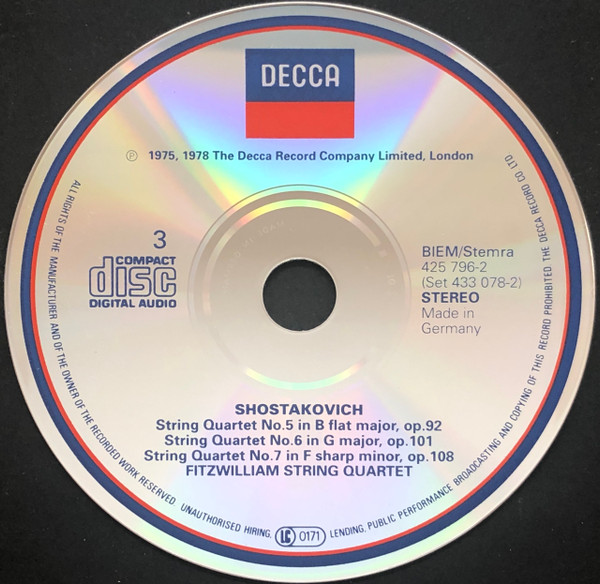 DECCA
℗ 1975, 1978 The Decca Record Company Limited, London
3
COMPACT
disc
DIGITAL AUDIO
BIEM/Stemra
425 796-2
(Set 433 078-2)
STEREO
Made in
Germany
SHOSTAKOVICH
String Quartet No.5 in B flat major, op.92
String Quartet No.6 in G major, op.101
String Quartet No.7 in F sharp minor, op.108
FITZWILLIAM STRING QUARTET
ALL RIGHTS OF THE MANUFACTURER AND OF THE OWNER OF THE RECORDED WORK RESERVED. UNAUTHORISED HIRING, LC 0171 LENDING, PUBLIC PERFORMANCE BROADCASTING AND COPYING OF THIS RECORD PROHIBITED THE DECCA RECORD CO LTD